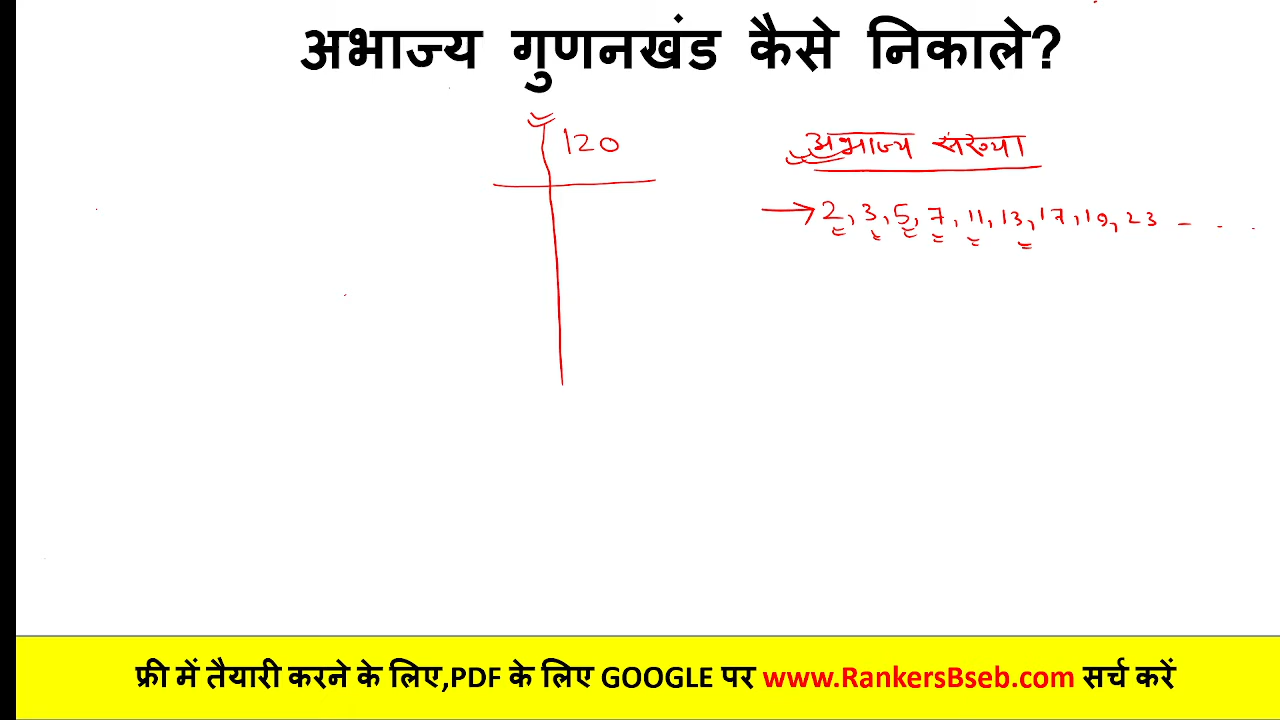 अभाज्य गुणनखंड कैसे निकाले?
120
अभाज्य संख्या
→ 2, 3, 5, 7, 11, 13, 17, 19, 23 - . . .
फ्री में तैयारी करने के लिए,PDF के लिए GOOGLE पर www.RankersBseb.com सर्च करें